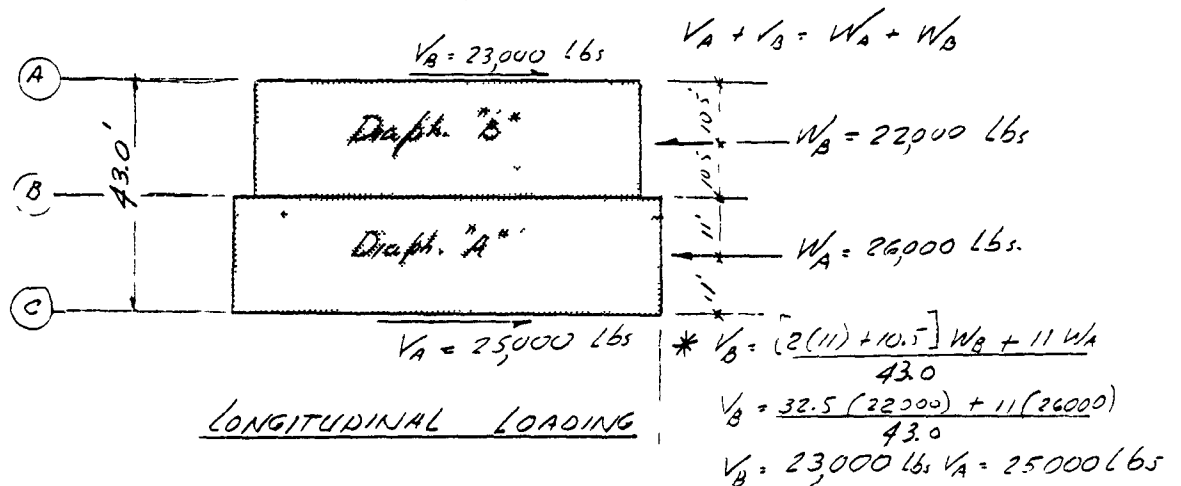 V_A + V_B = W_A + W_B
V_B = 23,000 Lbs
A
Diaph. "B"
10.5'
W_B = 22,000 Lbs
10.5'
43.0'
B
11'
Diaph. "A"
W_A = 26,000 Lbs.
11'
C
V_A = 25,000 Lbs
* V_B = [2(11) + 10.5] W_B + 11 W_A
43.0
V_B = 32.5 (22000) + 11 (26000)
43.0
LONGITUDINAL LOADING
V_B = 23,000 lbs V_A = 25000 Lbs